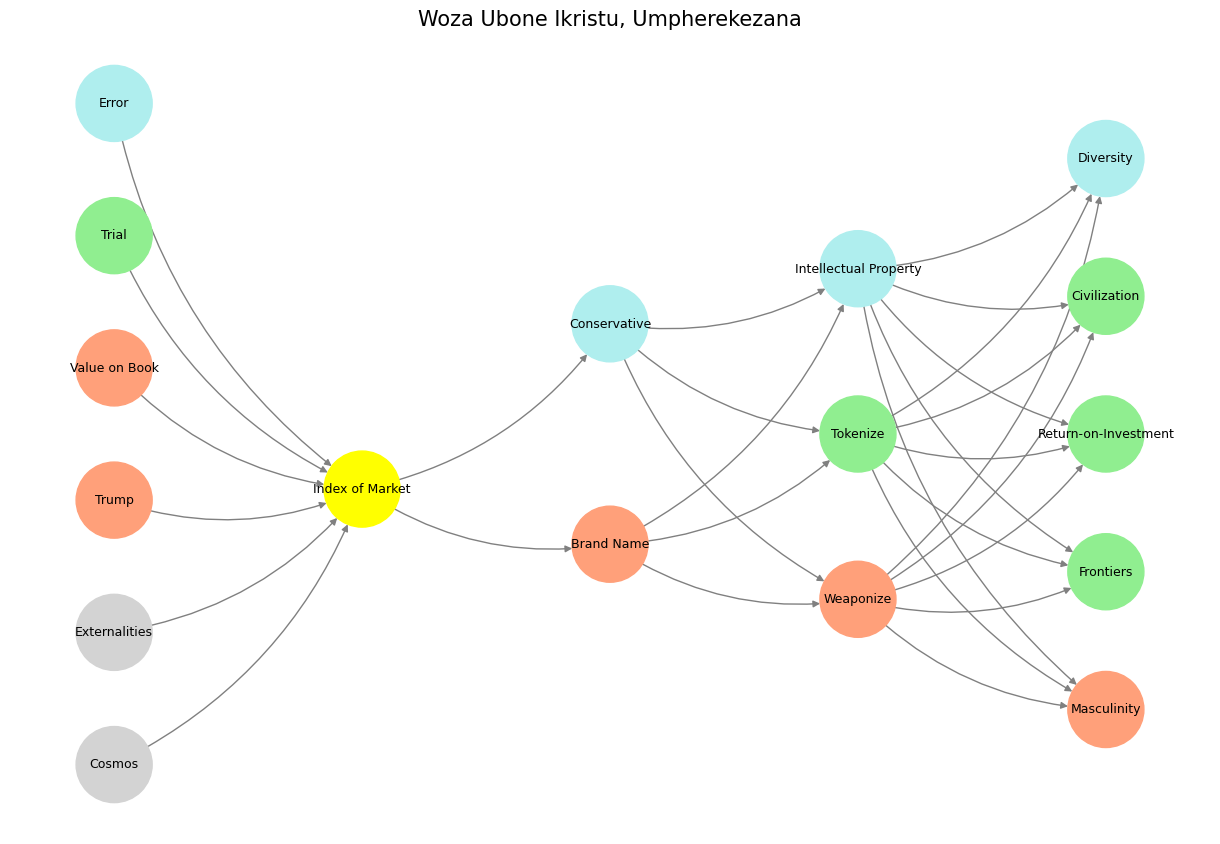 Woza Ubone Ikristu, Umpherekezana
Error
Trial
Value on Book
Trump
Externalities
Cosmos
Index of Market
Conservative
Brand Name
Intellectual Property
Tokenize
Weaponize
Diversity
Civilization
Return-on-Investment
Frontiers
Masculinity